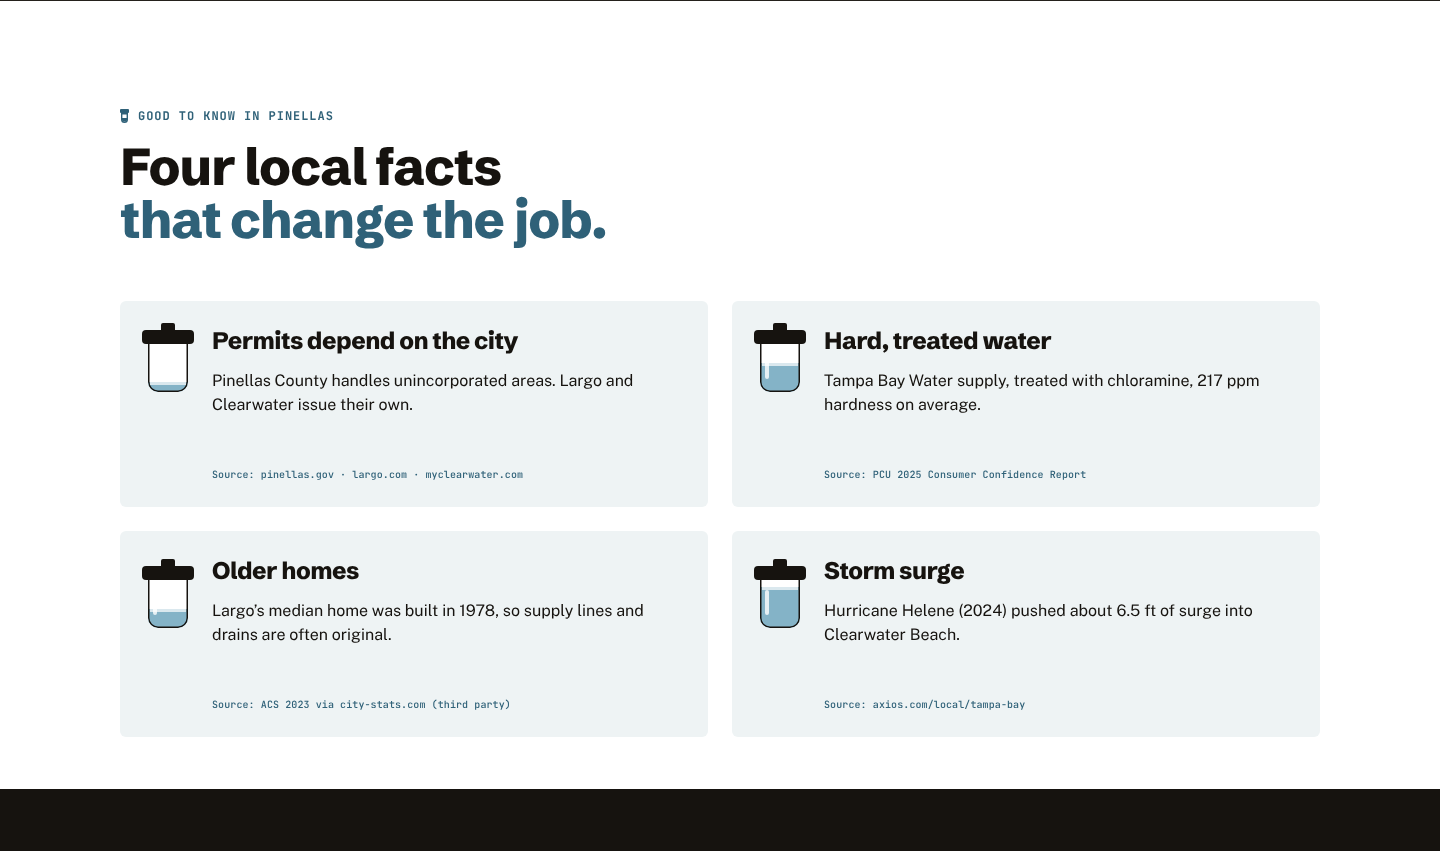 GOOD TO KNOW IN PINELLAS
Four local facts
that change the job.
Permits depend on the city
Pinellas County handles unincorporated areas. Largo and
Clearwater issue their own.
Source: pinellas.gov · largo.com · myclearwater.com
Hard, treated water
Tampa Bay Water supply, treated with chloramine, 217 ppm
hardness on average.
Source: PCU 2025 Consumer Confidence Report
Older homes
Largo’s median home was built in 1978, so supply lines and
drains are often original.
Source: ACS 2023 via city-stats.com (third party)
Storm surge
Hurricane Helene (2024) pushed about 6.5 ft of surge into
Clearwater Beach.
Source: axios.com/local/tampa-bay